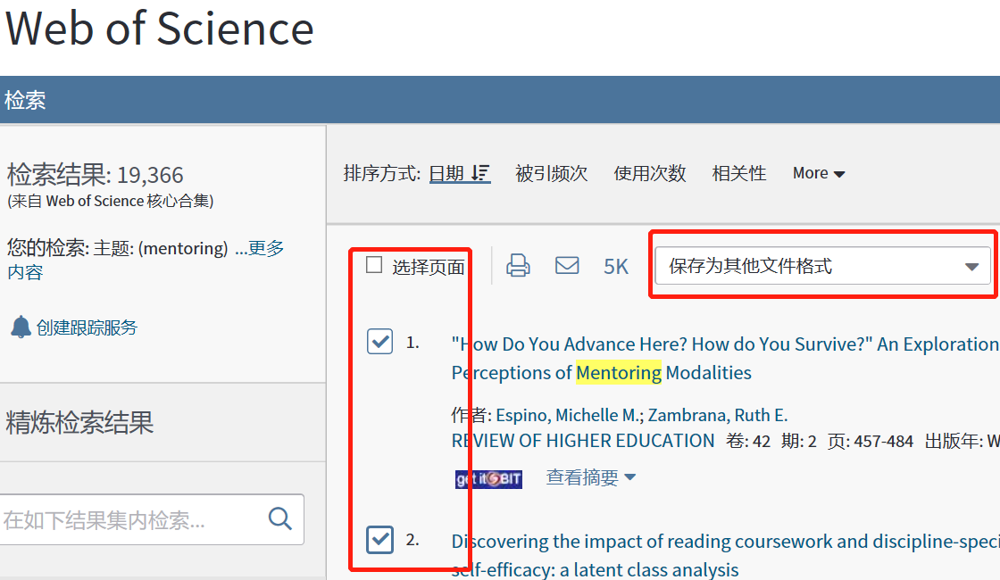 Web of Science
检索
检索结果: 19,366
(来自 Web of Science 核心合集)
您的检索: 主题: (mentoring) ...更多
内容
创建跟踪服务
精炼检索结果
在如下结果集内检索...
排序方式: 日期 被引频次 使用次数 相关性 More
选择页面 5K 保存为其他文件格式
1. "How Do You Advance Here? How do You Survive?" An Exploration
Perceptions of Mentoring Modalities
作者: Espino, Michelle M.; Zambrana, Ruth E.
REVIEW OF HIGHER EDUCATION 卷: 42 期: 2 页: 457-484 出版年: W
get it BIT 查看摘要
2. Discovering the impact of reading coursework and discipline-speci
self-efficacy: a latent class analysis